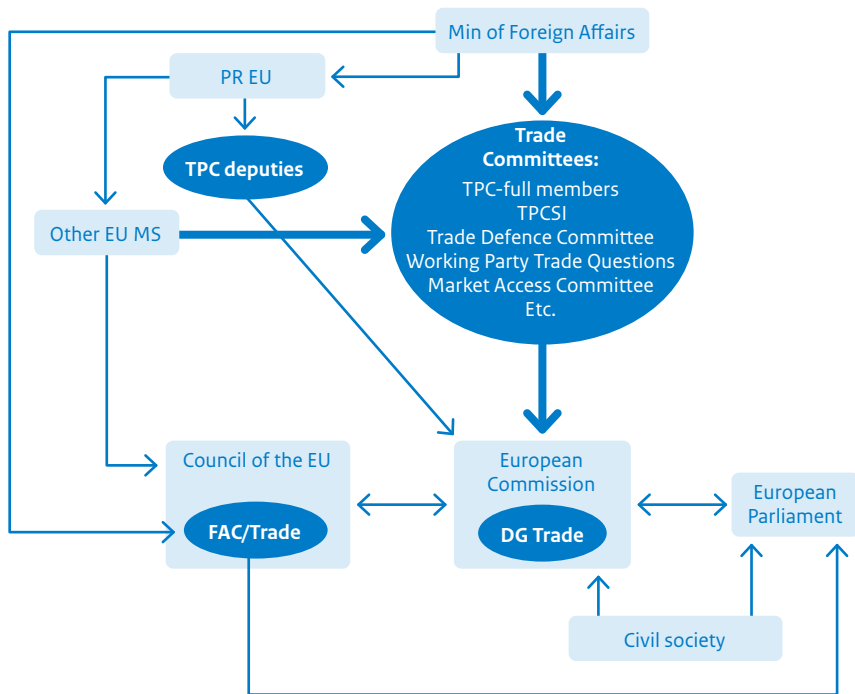 Min of Foreign Affairs
PR EU
TPC deputies
Trade
Committees:
TPC-full members
TPCSI
Trade Defence Committee
Working Party Trade Questions
Market Access Committee
Etc.
Other EU MS
Council of the EU
FAC/Trade
European
Commission
DG Trade
European
Parliament
Civil society